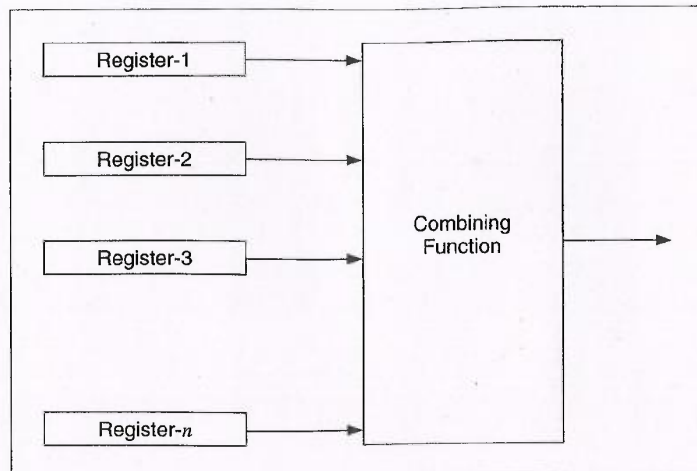 Register-1
Register-2
Register-3
Combining
Function
Register-n